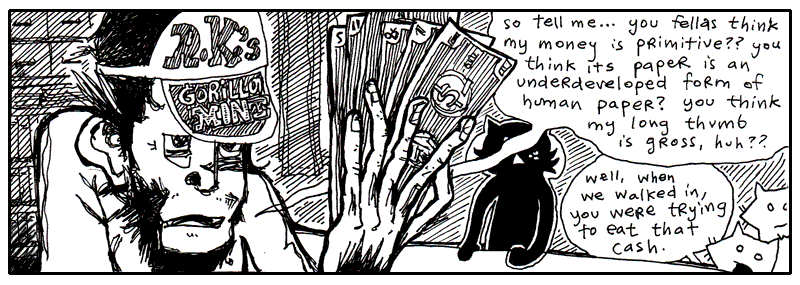 R.K's
GORILLA
MINT
5
so tell me... you fellas think
my money is primitive?? you
think its paper is an
underdeveloped form of
human paper? you think
my long thumb
is gross, huh??
well, when
we walked in,
you were trying
to eat that
cash.